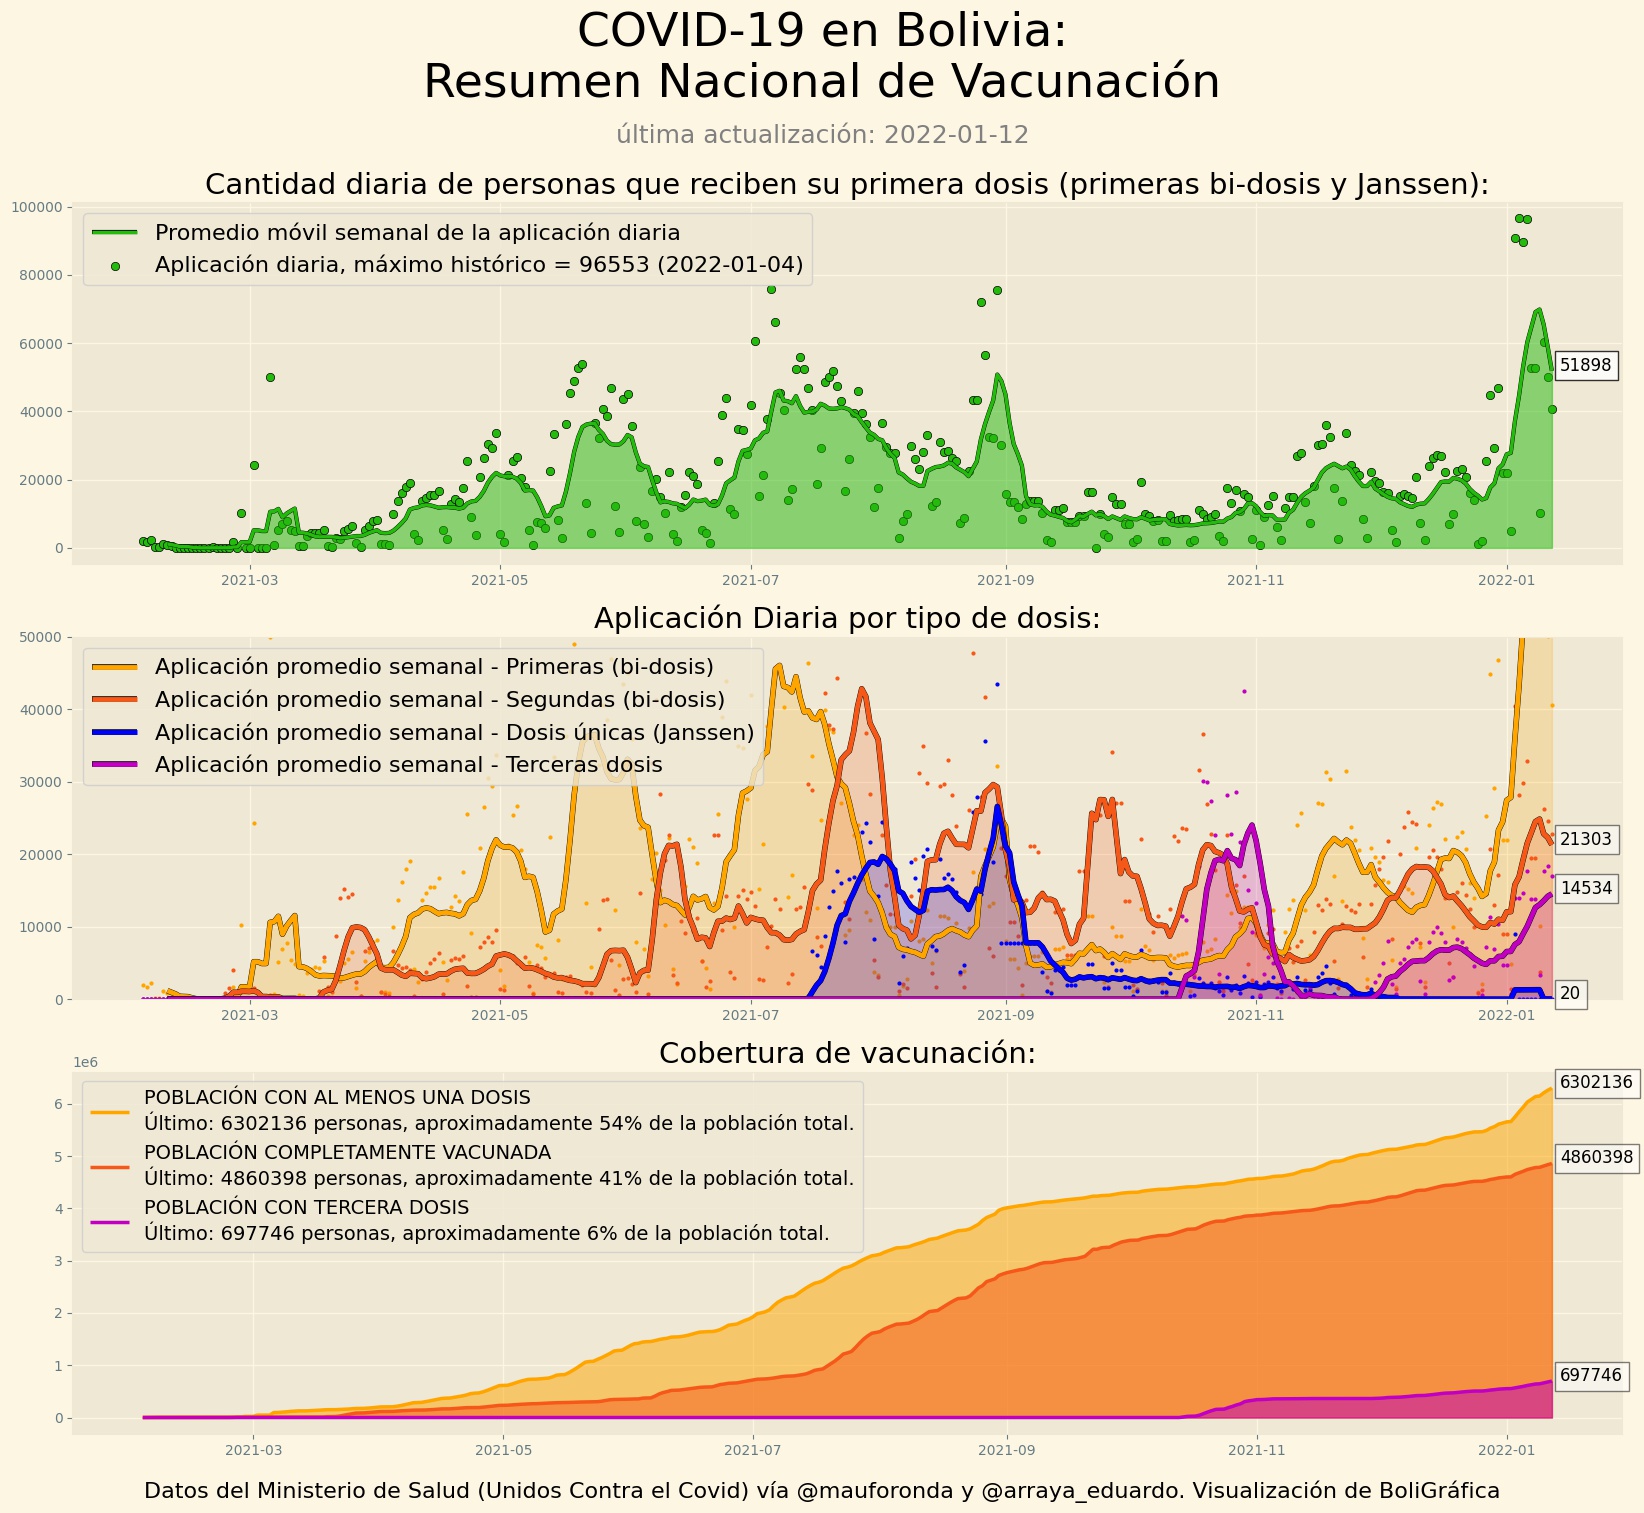 COVID-19 en Bolivia:
Resumen Nacional de Vacunación
última actualización: 2022-01-12
Cantidad diaria de personas que reciben su primera dosis (primeras bi-dosis y Janssen):
100000
80000
60000
40000
20000
0
Promedio móvil semanal de la aplicación diaria
Aplicación diaria, máximo histórico = 96553 (2022-01-04)
51898
2021-03 2021-05 2021-07 2021-09 2021-11 2022-01
Aplicación Diaria por tipo de dosis:
50000
40000
30000
20000
10000
0
Aplicación promedio semanal - Primeras (bi-dosis)
Aplicación promedio semanal - Segundas (bi-dosis)
Aplicación promedio semanal - Dosis únicas (Janssen)
Aplicación promedio semanal - Terceras dosis
21303
14534
20
2021-03 2021-05 2021-07 2021-09 2021-11 2022-01
Cobertura de vacunación:
1e6
6
5
4
3
2
1
0
POBLACIÓN CON AL MENOS UNA DOSIS
Último: 6302136 personas, aproximadamente 54% de la población total.
POBLACIÓN COMPLETAMENTE VACUNADA
Último: 4860398 personas, aproximadamente 41% de la población total.
POBLACIÓN CON TERCERA DOSIS
Último: 697746 personas, aproximadamente 6% de la población total.
6302136
4860398
697746
2021-03 2021-05 2021-07 2021-09 2021-11 2022-01
Datos del Ministerio de Salud (Unidos Contra el Covid) vía @mauforonda y @arraya_eduardo. Visualización de BoliGráfica